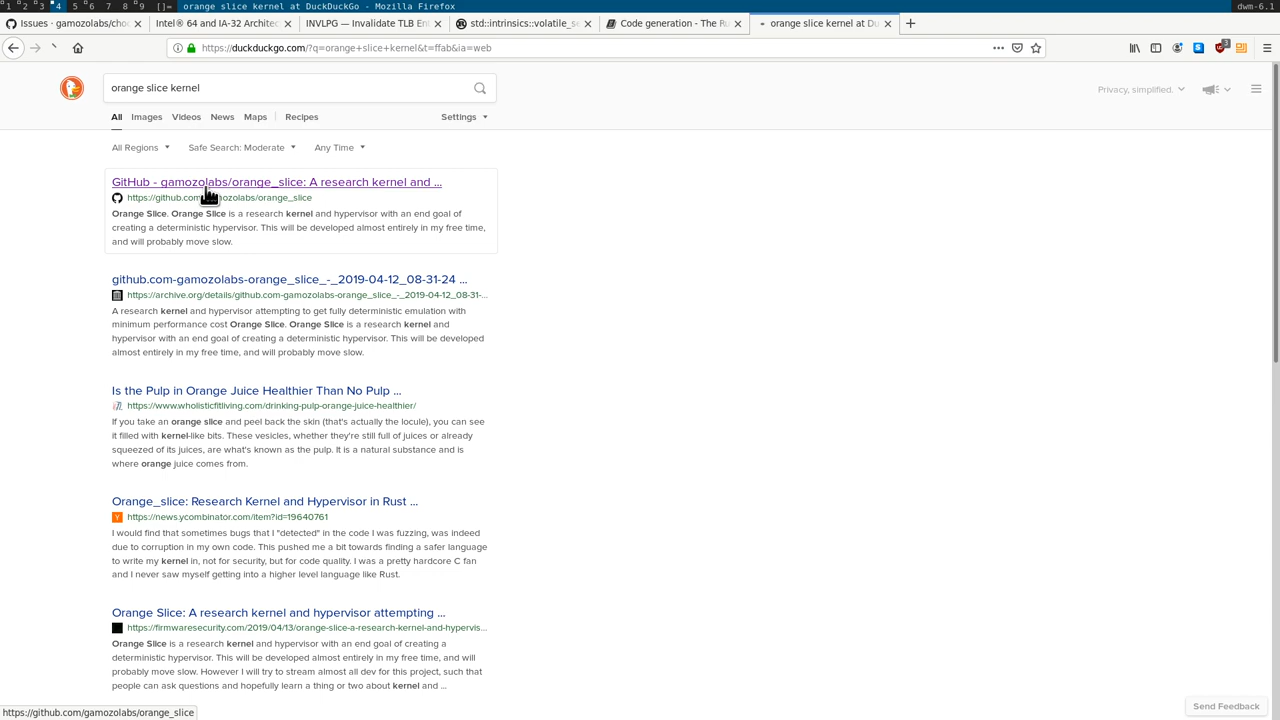 1 2 3 4 5 6 7 8 9 []= orange slice kernel at DuckDuckGo - Mozilla Firefox dwm-6.1
Issues · gamozolabs/cho Intel® 64 and IA-32 Architec INVLPG — Invalidate TLB En std::intrinsics::volatile_se Code generation - The Ru orange slice kernel at Du
https://duckduckgo.com/?q=orange+slice+kernel&t=ffab&ia=web
3
orange slice kernel
Privacy, simplified.
All Images Videos News Maps Recipes Settings
All Regions Safe Search: Moderate Any Time
GitHub - gamozolabs/orange_slice: A research kernel and ...
https://github.com ozolabs/orange_slice
Orange Slice. Orange Slice is a research kernel and hypervisor with an end goal of
creating a deterministic hypervisor. This will be developed almost entirely in my free time,
and will probably move slow.
github.com-gamozolabs-orange_slice_-_2019-04-12_08-31-24 ...
https://archive.org/details/github.com-gamozolabs-orange_slice_-_2019-04-12_08-31-...
A research kernel and hypervisor attempting to get fully deterministic emulation with
minimum performance cost Orange Slice. Orange Slice is a research kernel and
hypervisor with an end goal of creating a deterministic hypervisor. This will be developed
almost entirely in my free time, and will probably move slow.
Is the Pulp in Orange Juice Healthier Than No Pulp ...
https://www.wholisticfitliving.com/drinking-pulp-orange-juice-healthier/
If you take an orange slice and peel back the skin (that's actually the locule), you can see
it filled with kernel-like bits. These vesicles, whether they're still full of juices or already
squeezed of its juices, are what's known as the pulp. It is a natural substance and is
where orange juice comes from.
Orange_slice: Research Kernel and Hypervisor in Rust ...
Y https://news.ycombinator.com/item?id=19640761
I would find that sometimes bugs that I "detected" in the code I was fuzzing, was indeed
due to corruption in my own code. This pushed me a bit towards finding a safer language
to write my kernel in, not for security, but for code quality. I was a pretty hardcore C fan
and I never saw myself getting into a higher level language like Rust.
Orange Slice: A research kernel and hypervisor attempting ...
https://firmwaresecurity.com/2019/04/13/orange-slice-a-research-kernel-and-hypervis...
Orange Slice is a research kernel and hypervisor with an end goal of creating a
deterministic hypervisor. This will be developed almost entirely in my free time, and will
probably move slow. However I will try to stream almost all dev for this project, such that
people can ask questions and hopefully learn a thing or two about kernel and ...
Send Feedback
https://github.com/gamozolabs/orange_slice